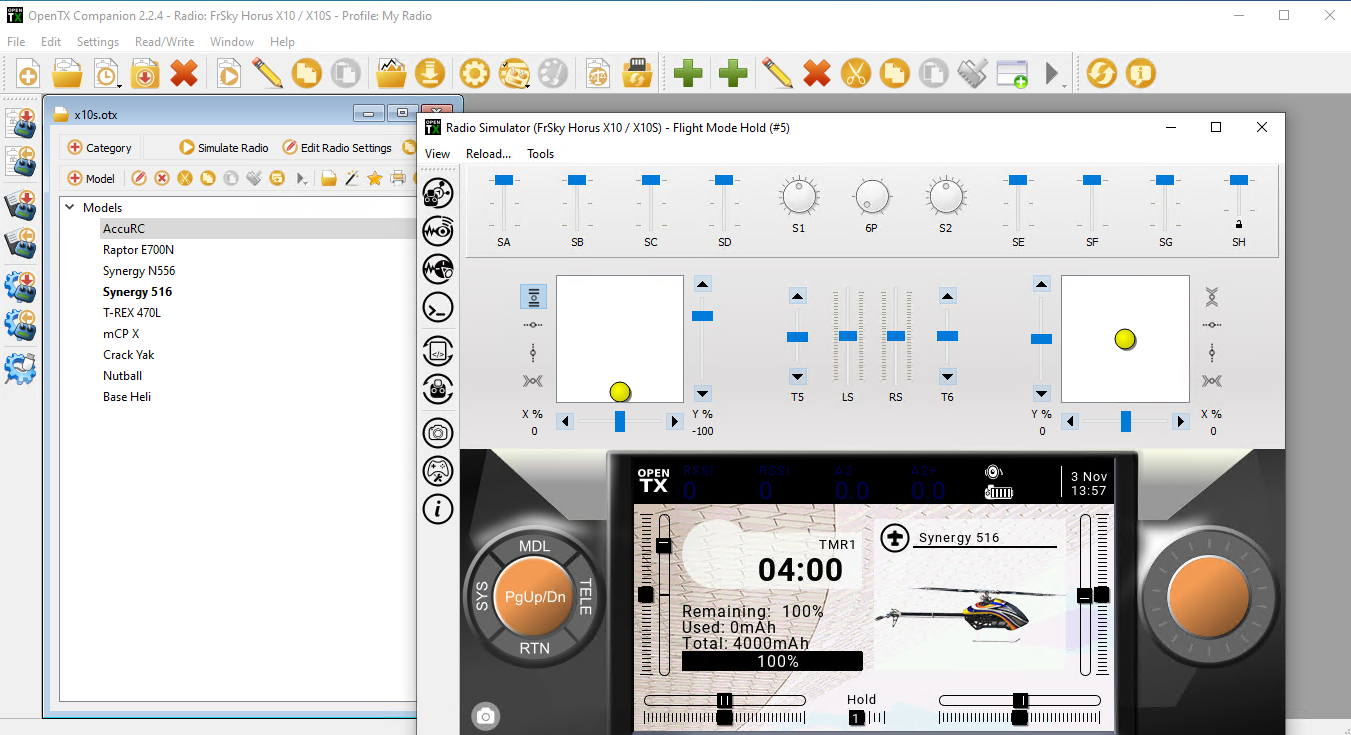 OPEN TX OpenTX Companion 2.2.4 - Radio: FrSky Horus X10 / X10S - Profile: My Radio
File Edit Settings Read/Write Window Help
x10s.otx
Category Simulate Radio Edit Radio Settings
Model
Models
AccuRC
Raptor E700N
Synergy N556
Synergy 516
T-REX 470L
mCP X
Crack Yak
Nutball
Base Heli
OPEN TX Radio Simulator (FrSky Horus X10 / X10S) - Flight Mode Hold (#5)
View Reload... Tools
SA SB SC SD S1 6P S2 SE SF SG SH
T5 LS RS T6
X % Y % Y % X %
0 -100 0 0
OPEN TX
RSSI RSSI A2 A2+
0 0 0.0 0.0
3 Nov
13:57
MDL
SYS PgUp/Dn TELE
RTN
TMR1
04:00
Remaining: 100%
Used: 0mAh
Total: 4000mAh
100%
Synergy 516
Hold
1